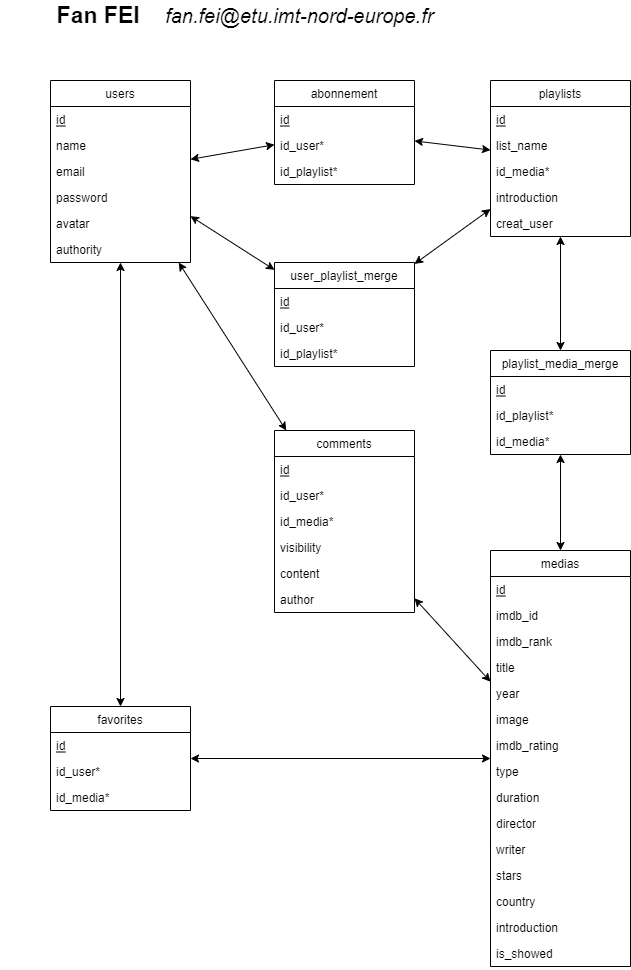 Fan FEI fan.fei@etu.imt-nord-europe.fr
users
id
name
email
password
avatar
authority
abonnement
id
id_user*
id_playlist*
playlists
id
list_name
id_media*
introduction
creat_user
user_playlist_merge
id
id_user*
id_playlist*
playlist_media_merge
id
id_playlist*
id_media*
comments
id
id_user*
id_media*
visibility
content
author
medias
id
imdb_id
imdb_rank
title
year
image
imdb_rating
type
duration
director
writer
stars
country
introduction
is_showed
favorites
id
id_user*
id_media*